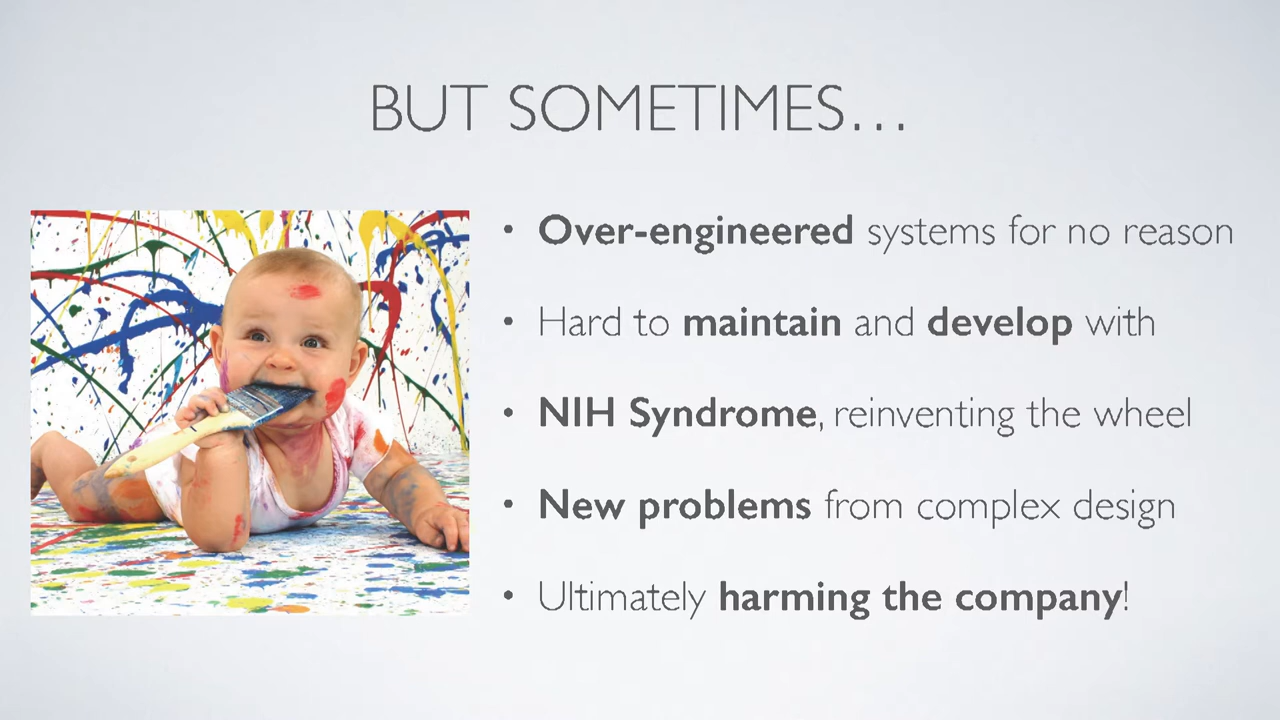 BUT SOMETIMES…
• Over-engineered systems for no reason
• Hard to maintain and develop with
• NIH Syndrome, reinventing the wheel
• New problems from complex design
• Ultimately harming the company!